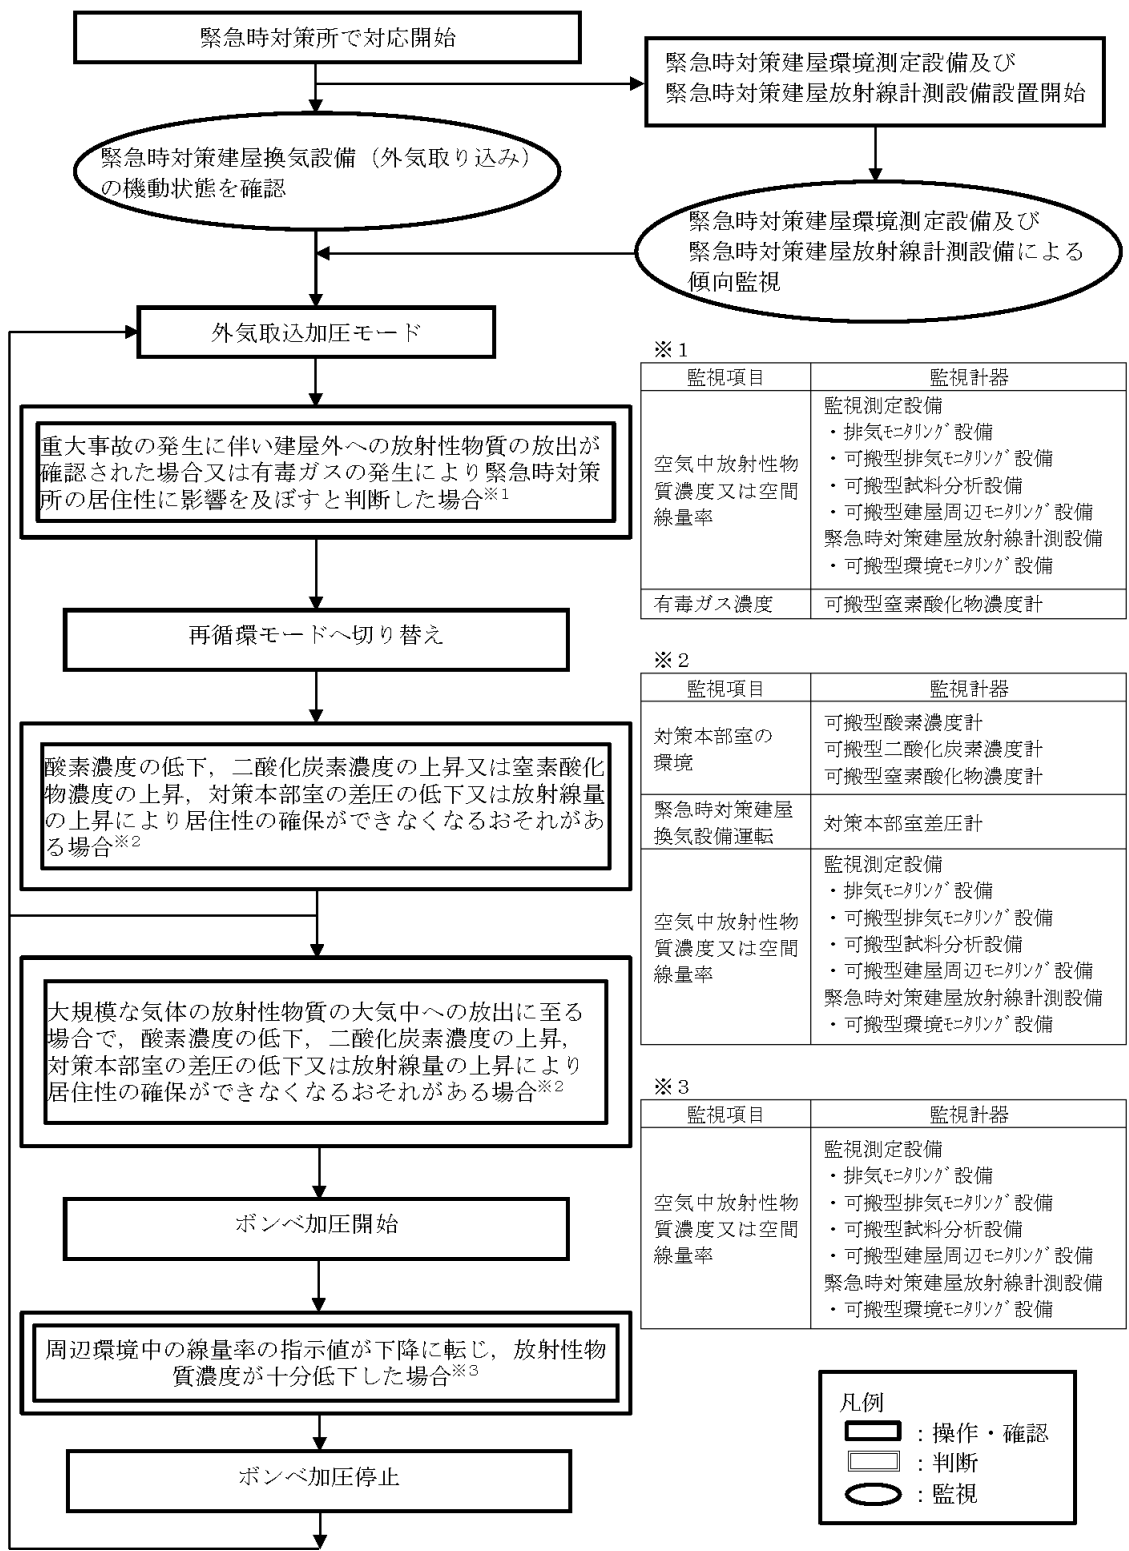 緊急時対策所で対応開始
緊急時対策建屋環境測定設備及び
緊急時対策建屋放射線計測設備設置開始
緊急時対策建屋換気設備（外気取り込み）
の機動状態を確認
緊急時対策建屋環境測定設備及び
緊急時対策建屋放射線計測設備による
傾向監視
外気取込加圧モード
重大事故の発生に伴い建屋外への放射性物質の放出が
確認された場合又は有毒ガスの発生により緊急時対策
所の居住性に影響を及ぼすと判断した場合※1
再循環モードへ切り替え
酸素濃度の低下，二酸化炭素濃度の上昇又は窒素酸化
物濃度の上昇，対策本部室の差圧の低下又は放射線量
の上昇により居住性の確保ができなくなるおそれがあ
る場合※2
大規模な気体の放射性物質の大気中への放出に至る
場合で，酸素濃度の低下，二酸化炭素濃度の上昇，
対策本部室の差圧の低下又は放射線量の上昇により
居住性の確保ができなくなるおそれがある場合※2
ボンベ加圧開始
周辺環境中の線量率の指示値が下降に転じ，放射性物
質濃度が十分低下した場合※3
ボンベ加圧停止
※１
監視項目 監視計器
空気中放射性物
質濃度又は空間
線量率
監視測定設備
・排気ﾓﾆﾀﾘﾝｸﾞ設備
・可搬型排気ﾓﾆﾀﾘﾝｸﾞ設備
・可搬型試料分析設備
・可搬型建屋周辺ﾓﾆﾀﾘﾝｸﾞ設備
緊急時対策建屋放射線計測設備
・可搬型環境ﾓﾆﾀﾘﾝｸﾞ設備
有毒ガス濃度 可搬型窒素酸化物濃度計
※２
監視項目 監視計器
対策本部室の
環境
可搬型酸素濃度計
可搬型二酸化炭素濃度計
可搬型窒素酸化物濃度計
緊急時対策建屋
換気設備運転
対策本部室差圧計
空気中放射性物
質濃度又は空間
線量率
監視測定設備
・排気ﾓﾆﾀﾘﾝｸﾞ設備
・可搬型排気ﾓﾆﾀﾘﾝｸﾞ設備
・可搬型試料分析設備
・可搬型建屋周辺ﾓﾆﾀﾘﾝｸﾞ設備
緊急時対策建屋放射線計測設備
・可搬型環境ﾓﾆﾀﾘﾝｸﾞ設備
※３
監視項目 監視計器
空気中放射性物
質濃度又は空間
線量率
監視測定設備
・排気ﾓﾆﾀﾘﾝｸﾞ設備
・可搬型排気ﾓﾆﾀﾘﾝｸﾞ設備
・可搬型試料分析設備
・可搬型建屋周辺ﾓﾆﾀﾘﾝｸﾞ設備
緊急時対策建屋放射線計測設備
・可搬型環境ﾓﾆﾀﾘﾝｸﾞ設備
凡例
：操作・確認
：判断
：監視